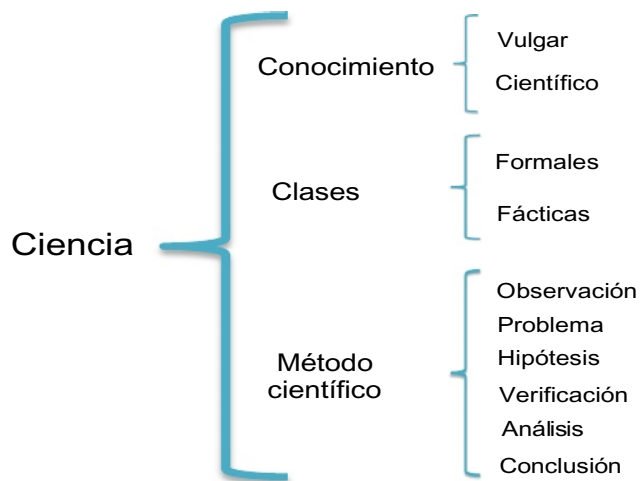 Ciencia
Conocimiento
Vulgar
Científico
Clases
Formales
Fácticas
Método
científico
Observación
Problema
Hipótesis
Verificación
Análisis
Conclusión